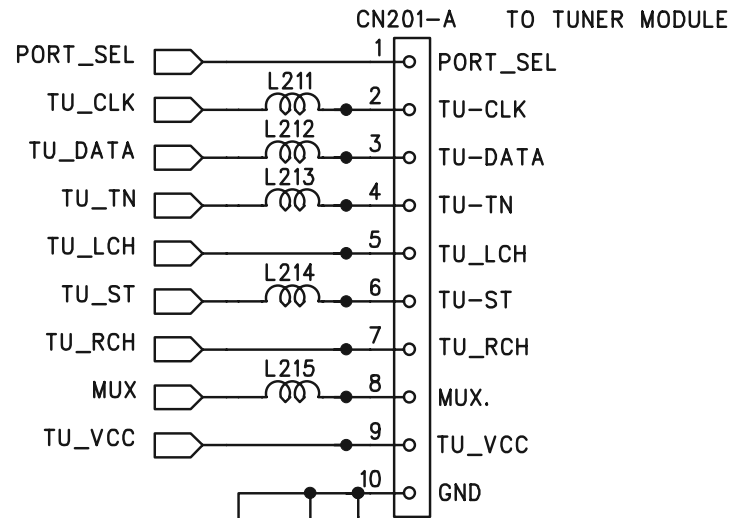 CN201-A TO TUNER MODULE
PORT_SEL 1 PORT_SEL
L211
TU_CLK 2 TU-CLK
L212
TU_DATA 3 TU-DATA
L213
TU_TN 4 TU-TN
TU_LCH 5 TU_LCH
L214
TU_ST 6 TU-ST
TU_RCH 7 TU_RCH
L215
MUX 8 MUX.
TU_VCC 9 TU_VCC
10 GND